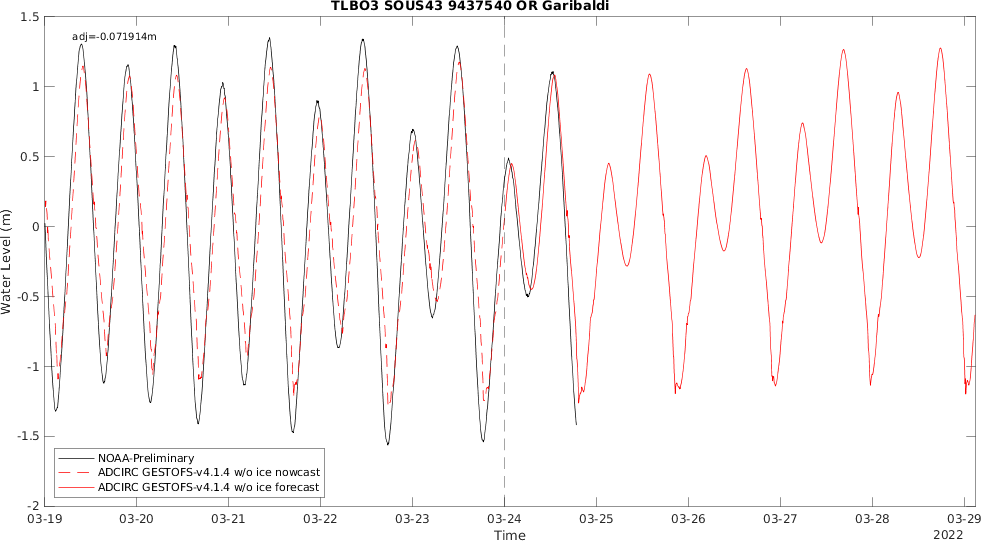 TLBO3 SOUS43 9437540 OR Garibaldi
adj=-0.071914m
1.5
1
0.5
0
-0.5
-1
-1.5
-2
Water Level (m)
NOAA-Preliminary
ADCIRC GESTOFS-v4.1.4 w/o ice nowcast
ADCIRC GESTOFS-v4.1.4 w/o ice forecast
03-19 03-20 03-21 03-22 03-23 03-24 03-25 03-26 03-27 03-28 03-29
Time
2022